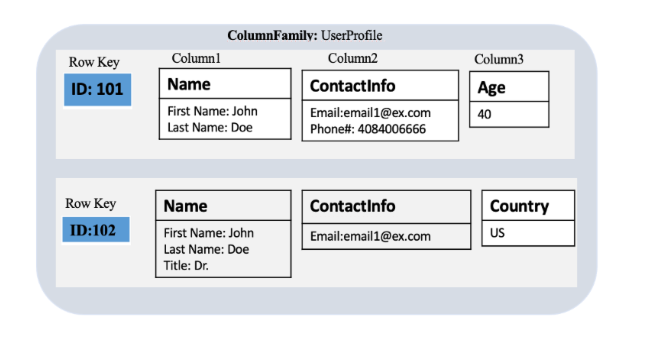 ColumnFamily: UserProfile
Row Key
Column1
Column2
Column3
ID: 101
Name
ContactInfo
Age
First Name: John
Last Name: Doe
Email:email1@ex.com
Phone#: 4084006666
40
Row Key
ID:102
Name
ContactInfo
Country
First Name: John
Last Name: Doe
Title: Dr.
Email:email1@ex.com
US